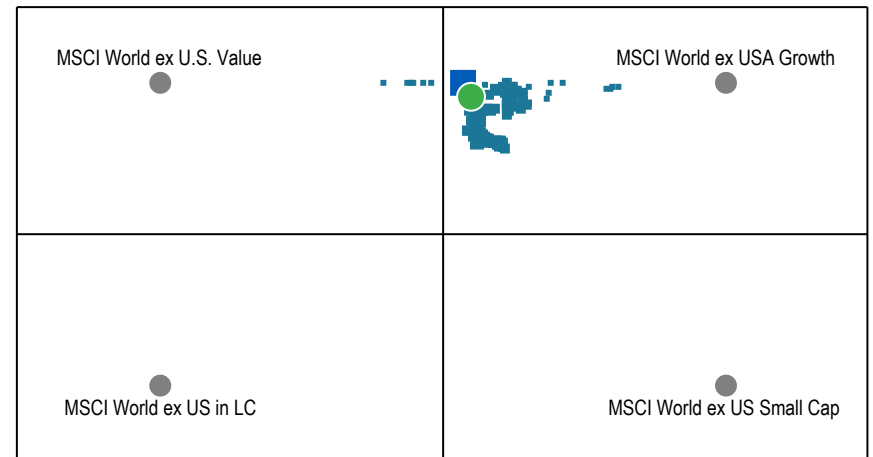 MSCI World ex U.S. Value
MSCI World ex USA Growth
MSCI World ex US in LC
MSCI World ex US Small Cap